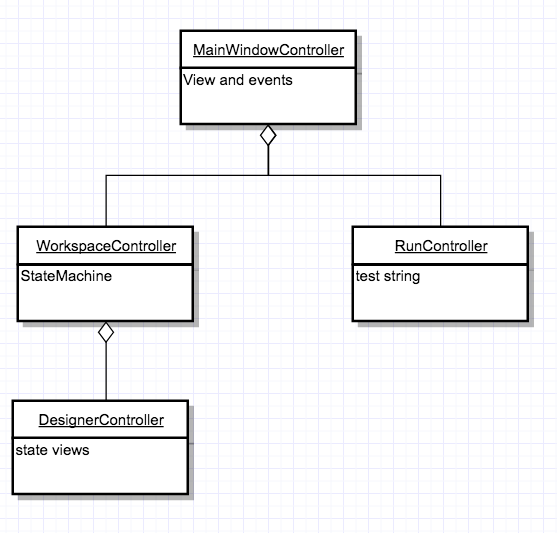 MainWindowController
View and events
WorkspaceController
StateMachine
RunController
test string
DesignerController
state views